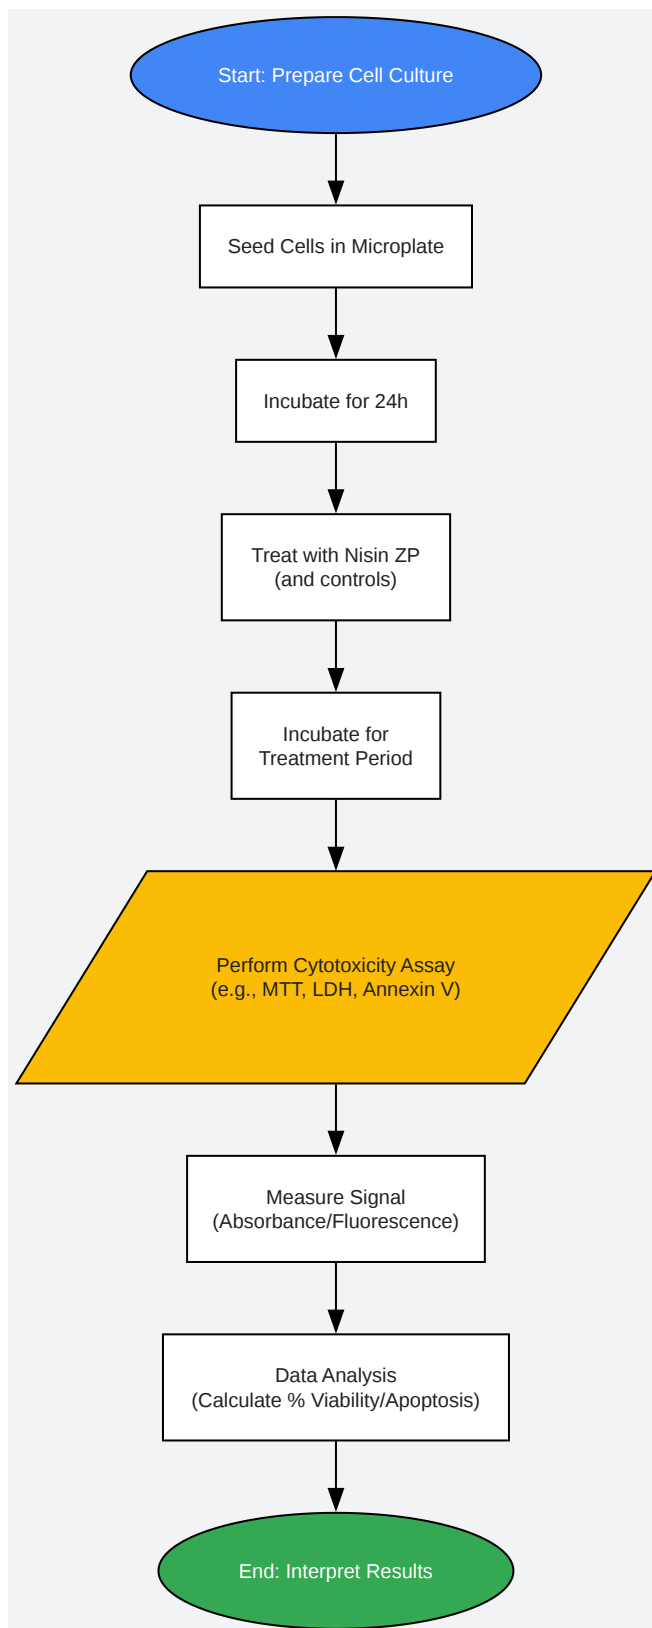 Start: Prepare Cell Culture
Seed Cells in Microplate
Incubate for 24h
Treat with Nisin ZP
(and controls)
Incubate for
Treatment Period
Perform Cytotoxicity Assay
(e.g., MTT, LDH, Annexin V)
Measure Signal
(Absorbance/Fluorescence)
Data Analysis
(Calculate % Viability/Apoptosis)
End: Interpret Results